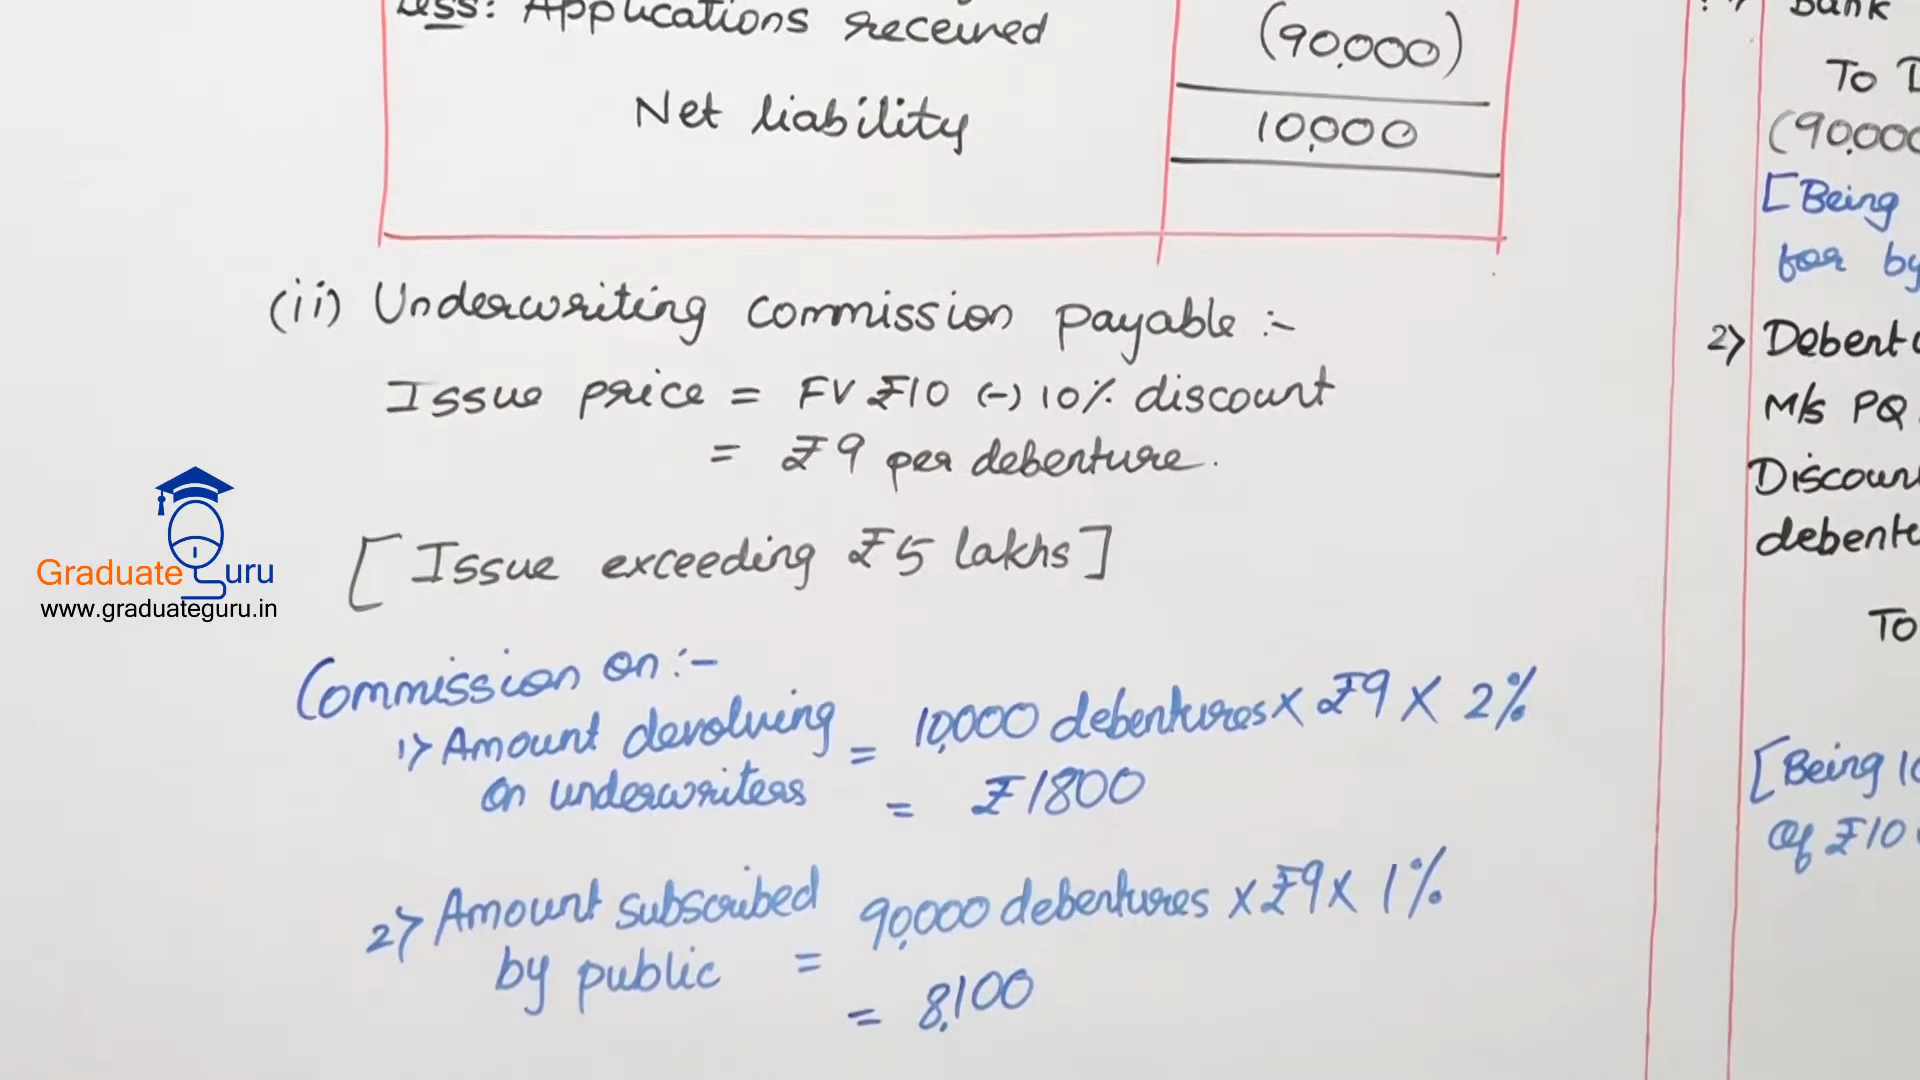 Less: Applications received (90,000)
Net liability 10,000
(ii) Underwriting commission payable :-
Issue price = FV ₹10 (-) 10% discount
= ₹9 per debenture.
[Issue exceeding ₹5 lakhs]
Commission on:-
1) Amount devolving = 10,000 debentures x ₹9 x 2%
on underwriters = ₹1800
2) Amount subscribed 90,000 debentures x ₹9 x 1%
by public =
= 8,100
Bank
To
(90,000
[Being
for by
2) Debent
M/s PQ
Discoun
debent
To
[Being 10
of ₹10
Graduate Guru
www.graduateguru.in